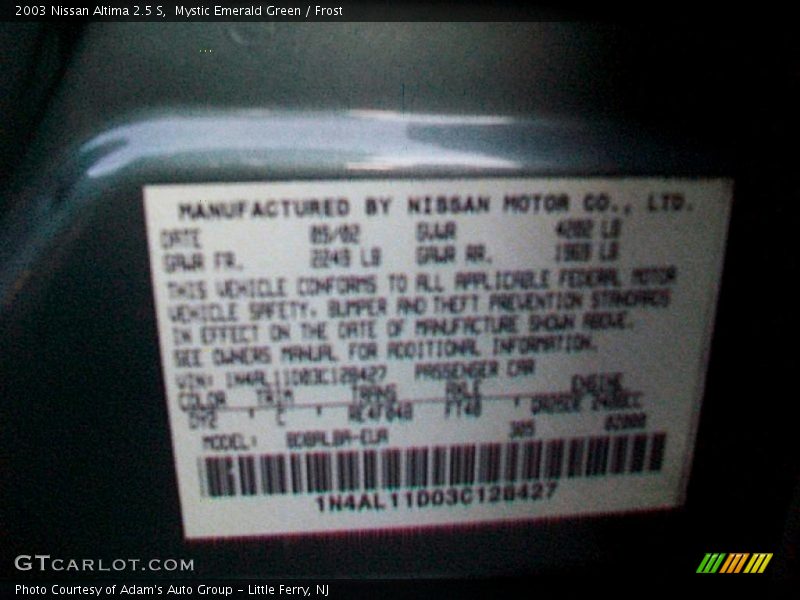 2003 Nissan Altima 2.5 S, Mystic Emerald Green / Frost
MANUFACTURED BY NISSAN MOTOR CO., LTD.
DATE 05/02 GVWR 4202 LB
GAWR FR. 2249 LB GAWR RR. 1969 LB
THIS VEHICLE CONFORMS TO ALL APPLICABLE FEDERAL MOTOR
VEHICLE SAFETY, BUMPER AND THEFT PREVENTION STANDARDS
IN EFFECT ON THE DATE OF MANUFACTURE SHOWN ABOVE.
SEE OWNERS MANUAL FOR ADDITIONAL INFORMATION.
VIN: 1N4AL11D03C128427 PASSENGER CAR
COLOR TRIM TRANS AXLE ENGINE
RE4F04B
MODEL:
1N4AL11D03C128427
GTCARLOT.COM
Photo Courtesy of Adam's Auto Group - Little Ferry, NJ